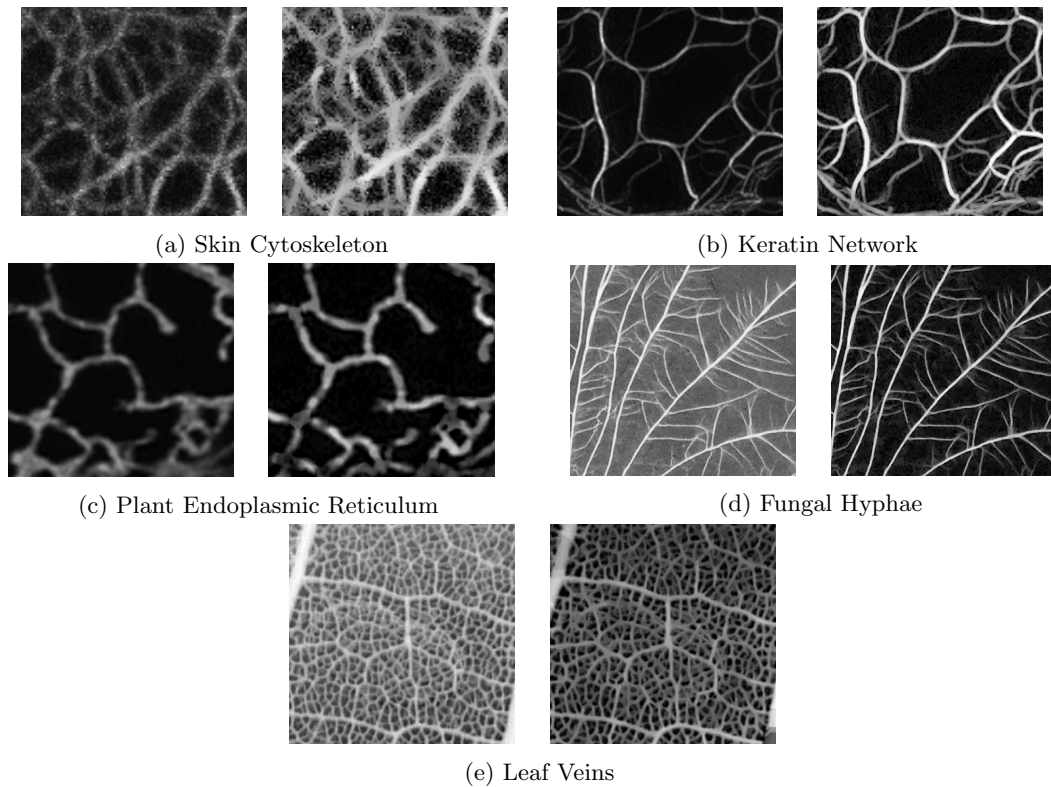 (a) Skin Cytoskeleton
(b) Keratin Network
(c) Plant Endoplasmic Reticulum
(d) Fungal Hyphae
(e) Leaf Veins